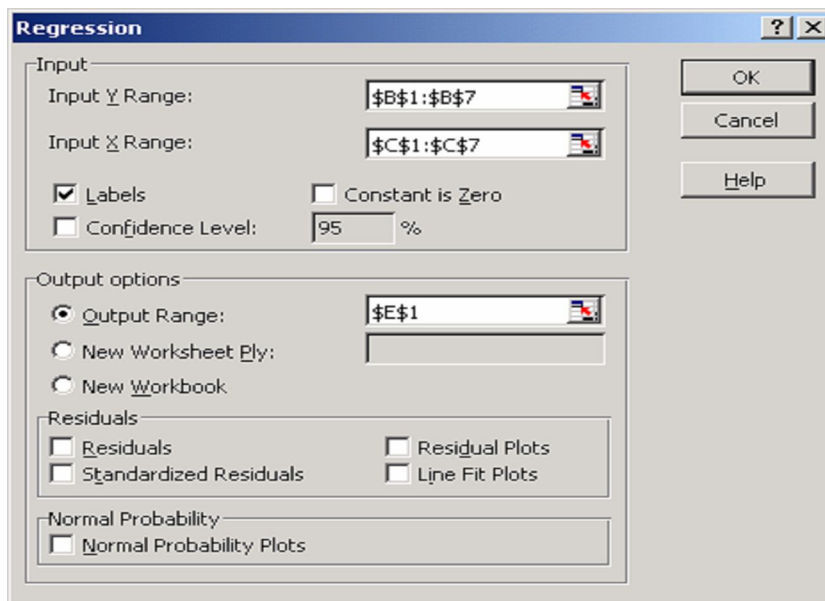 Regression
Input
Input Y Range: $B$1:$B$7
Input X Range: $C$1:$C$7
Labels Constant is Zero
Confidence Level: 95 %
OK
Cancel
Help
Output options
Output Range: $E$1
New Worksheet Ply:
New Workbook
Residuals
Residuals Residual Plots
Standardized Residuals Line Fit Plots
Normal Probability
Normal Probability Plots